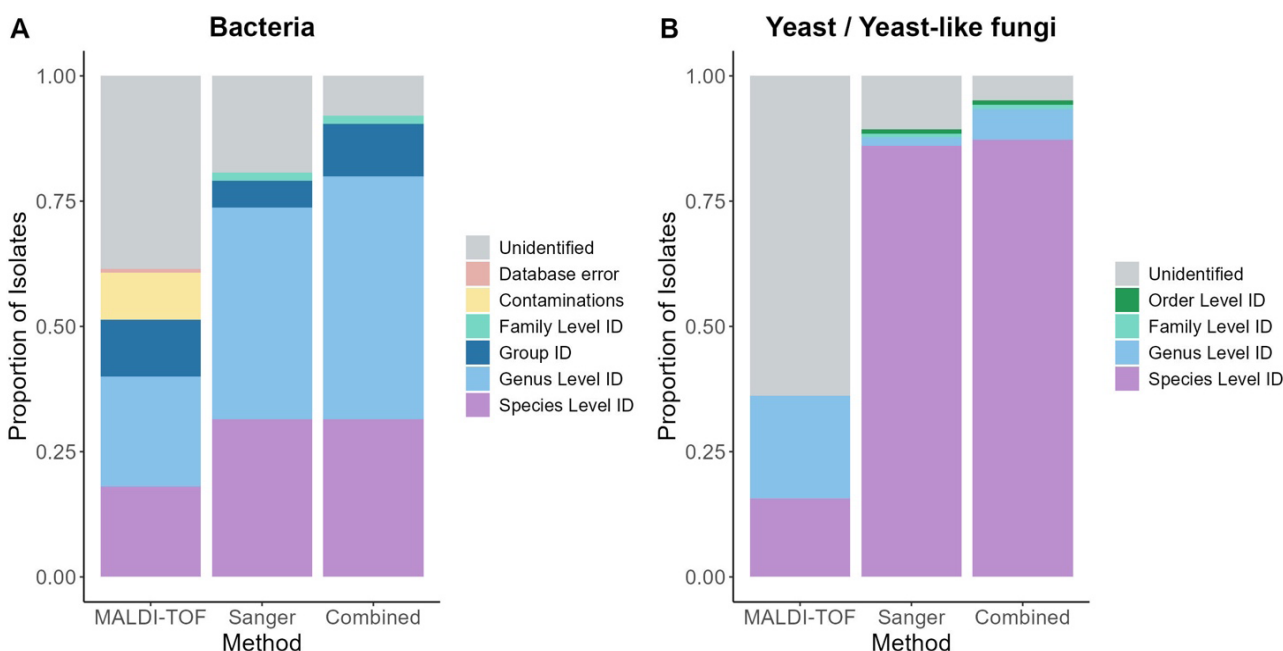 A
Bacteria
Proportion of Isolates
1.00
0.75
0.50
0.25
0.00
MALDI-TOF Sanger Combined
Method
Unidentified
Database error
Contaminations
Family Level ID
Group ID
Genus Level ID
Species Level ID
B
Yeast / Yeast-like fungi
Proportion of Isolates
1.00
0.75
0.50
0.25
0.00
MALDI-TOF Sanger Combined
Method
Unidentified
Order Level ID
Family Level ID
Genus Level ID
Species Level ID